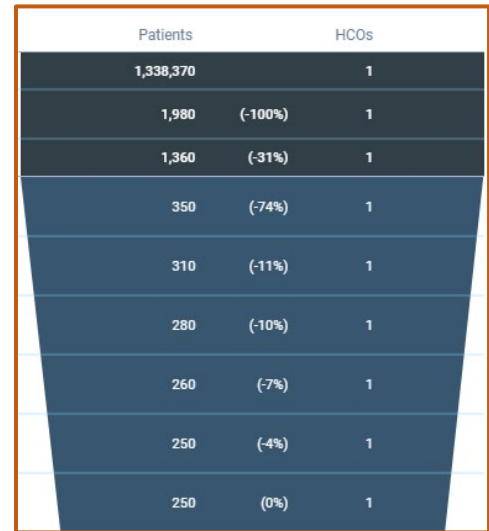 Patients HCOs
1,338,370 1
1,980 (-100%) 1
1,360 (-31%) 1
350 (-74%) 1
310 (-11%) 1
280 (-10%) 1
260 (-7%) 1
250 (-4%) 1
250 (0%) 1